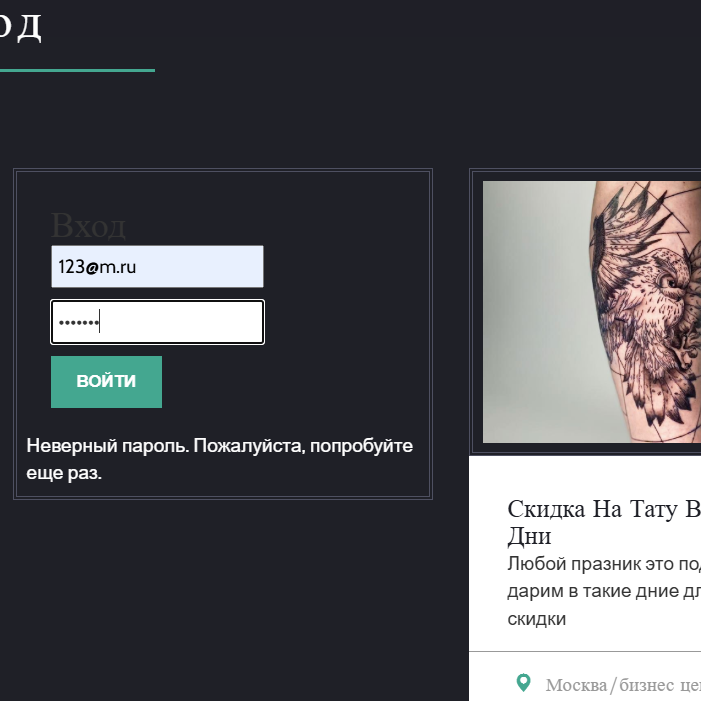 од
Вход
123@m.ru
•••••••
ВОЙТИ
Неверный пароль. Пожалуйста, попробуйте
еще раз.
Скидка На Тату В
Дни
Любой празник это по
дарим в такие дние дл
скидки
Москва/бизнес це